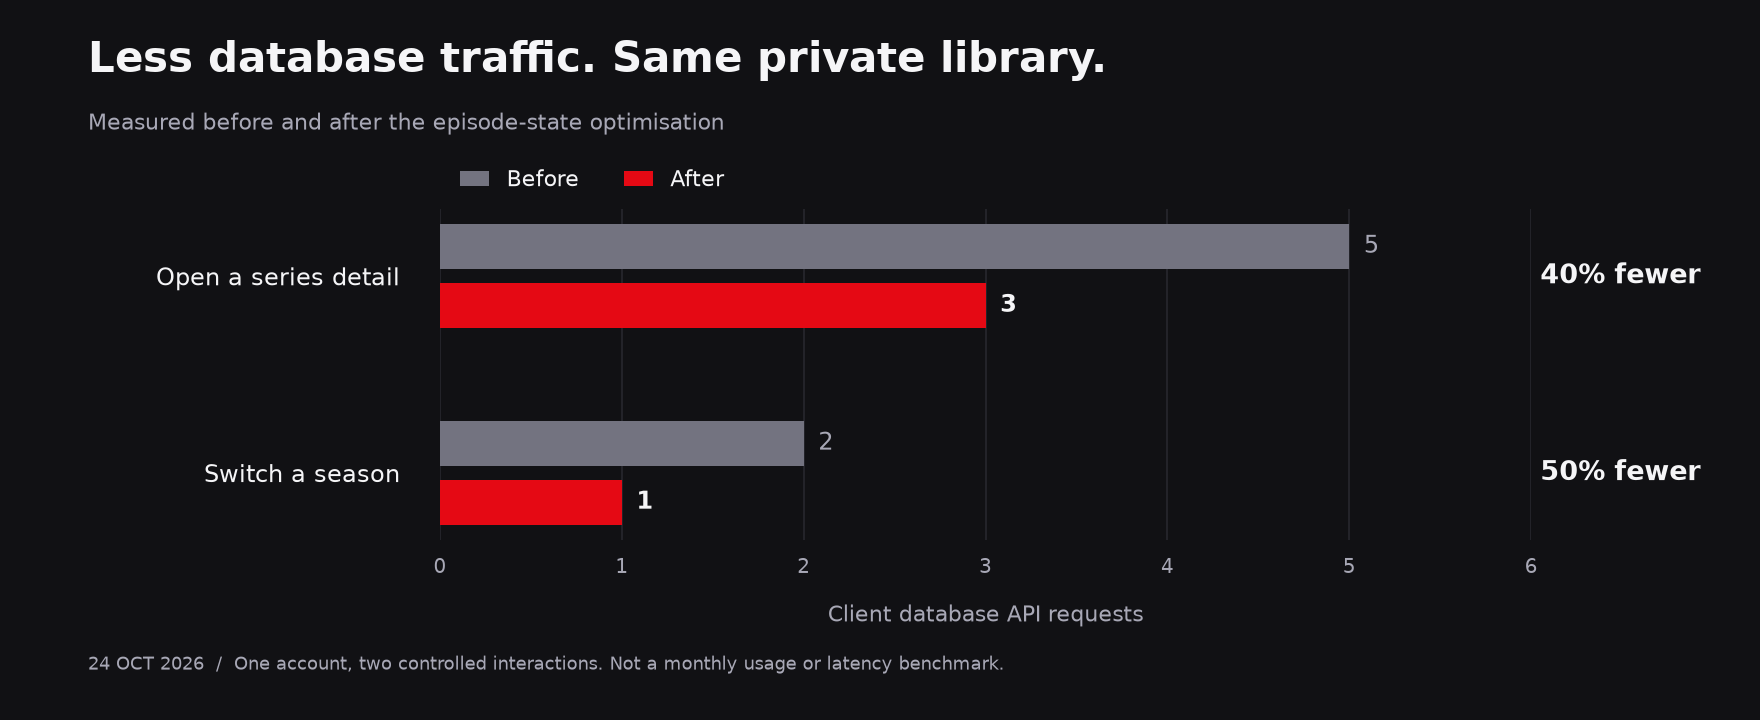 Less database traffic. Same private library.
Measured before and after the episode-state optimisation
Before After
5
Open a series detail 40% fewer
3
2
Switch a season 50% fewer
1
0 1 2 3 4 5 6
Client database API requests
24 OCT 2026 / One account, two controlled interactions. Not a monthly usage or latency benchmark.